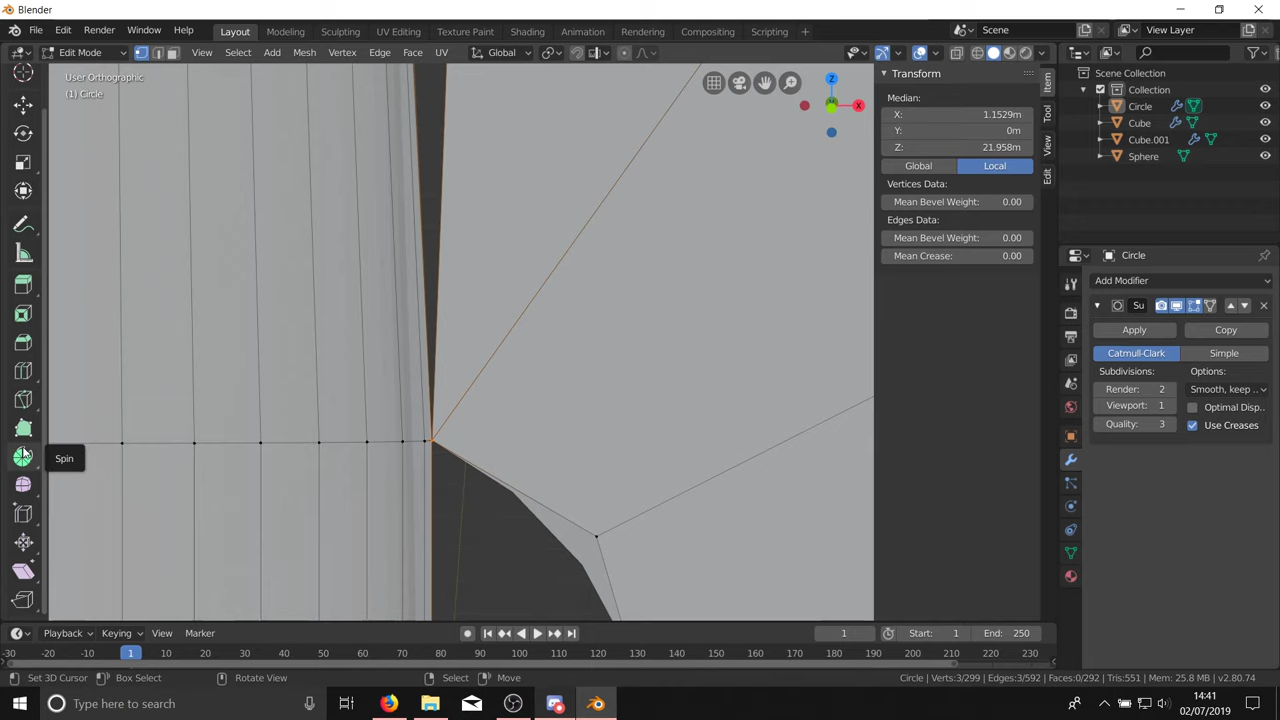 Blender
File Edit Render Window Help
Layout Modeling Sculpting UV Editing Texture Paint Shading Animation Rendering Compositing Scripting +
Scene
View Layer
Edit Mode View Select Add Mesh Vertex Edge Face UV
Global
User Orthographic
(1) Circle
Z
X
Spin
Transform
Median:
X: 1.1529m
Y: 0m
Z: 21.958m
Global Local
Vertices Data:
Mean Bevel Weight: 0.00
Edges Data:
Mean Bevel Weight: 0.00
Mean Crease: 0.00
Item
Tool
View
Edit
Scene Collection
Collection
Circle
Cube
Cube.001
Sphere
Circle
Add Modifier
Su
Apply Copy
Catmull-Clark Simple
Subdivisions: Options:
Render: 2 Smooth, keep ..
Viewport: 1 Optimal Disp..
Quality: 3 Use Creases
Playback Keying View Marker
1 Start: 1 End: 250
-30 -20 -10 1 10 20 30 40 50 60 70 80 90 100 110 120 130 140 150 160 170 180 190 200 210 220 230
Set 3D Cursor Box Select Rotate View Select Move
Circle | Verts:3/299 | Edges:3/592 | Faces:0/292 | Tris:551 | Mem: 25.8 MB | v2.80.74
Type here to search
14:41
02/07/2019